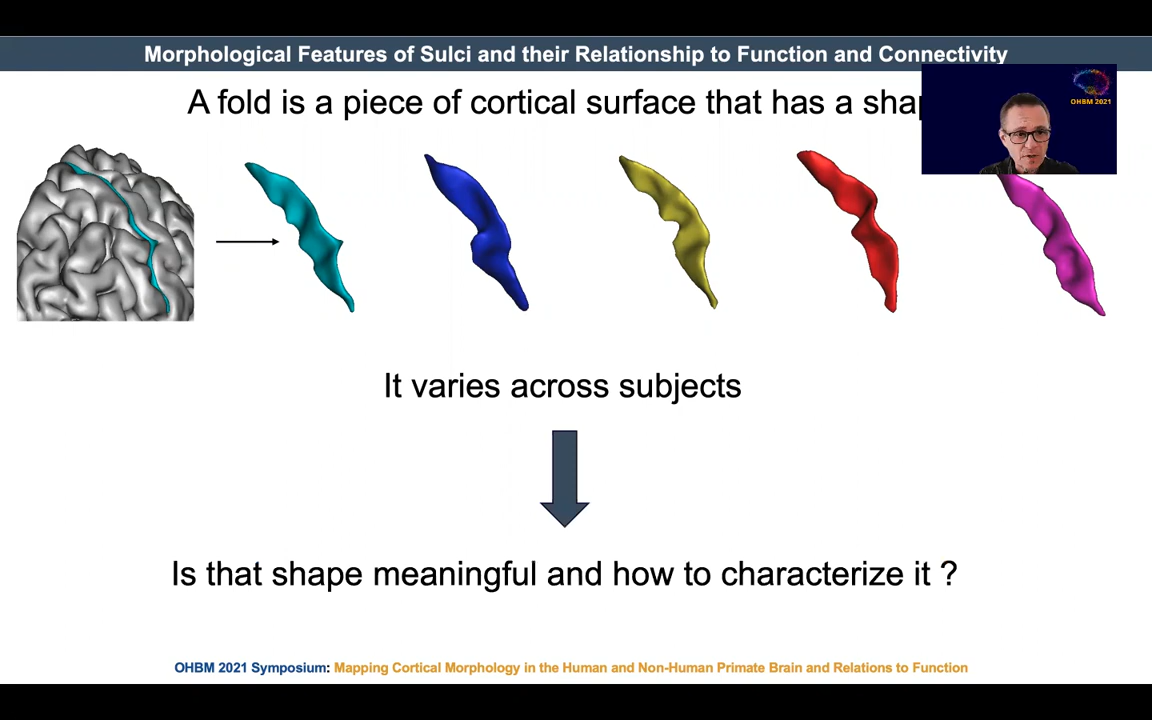 Morphological Features of Sulci and their Relationship to Function and Connectivity
OHBM 2021
A fold is a piece of cortical surface that has a
It varies across subjects
Is that shape meaningful and how to characterize it ?
OHBM 2021 Symposium: Mapping Cortical Morphology in the Human and Non-Human Primate Brain and Relations to Function